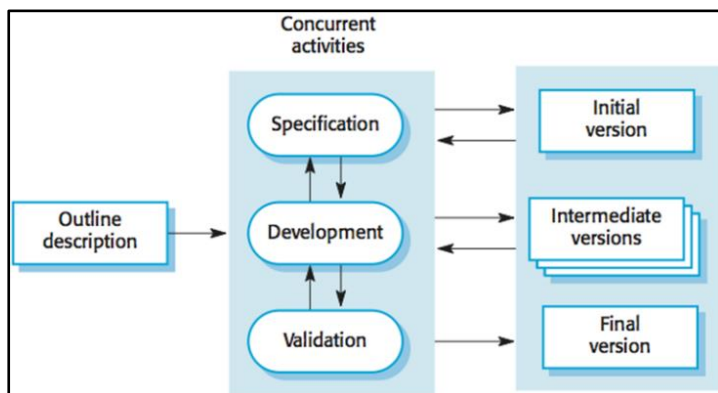 Concurrent
activities
Specification
Initial
version
Outline
description
Development
Intermediate
versions
Validation
Final
version